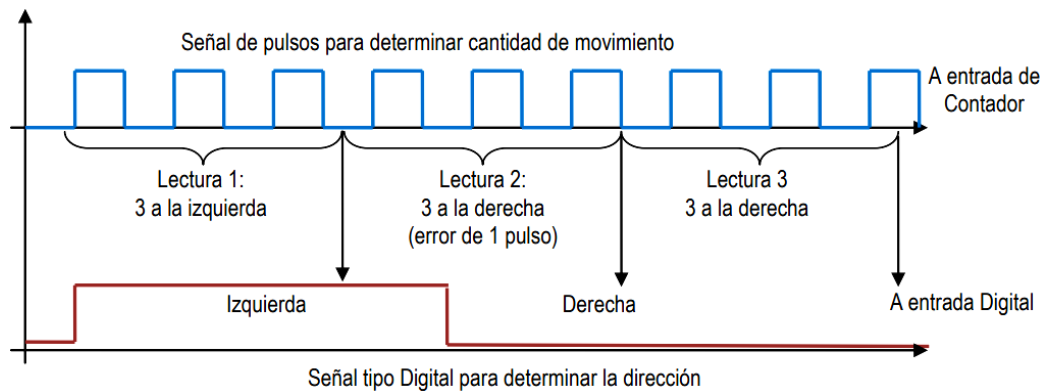 Señal de pulsos para determinar cantidad de movimiento
A entrada de
Contador
Lectura 1:
3 a la izquierda
Lectura 2:
3 a la derecha
(error de 1 pulso)
Lectura 3
3 a la derecha
Izquierda
Derecha
A entrada Digital
Señal tipo Digital para determinar la dirección